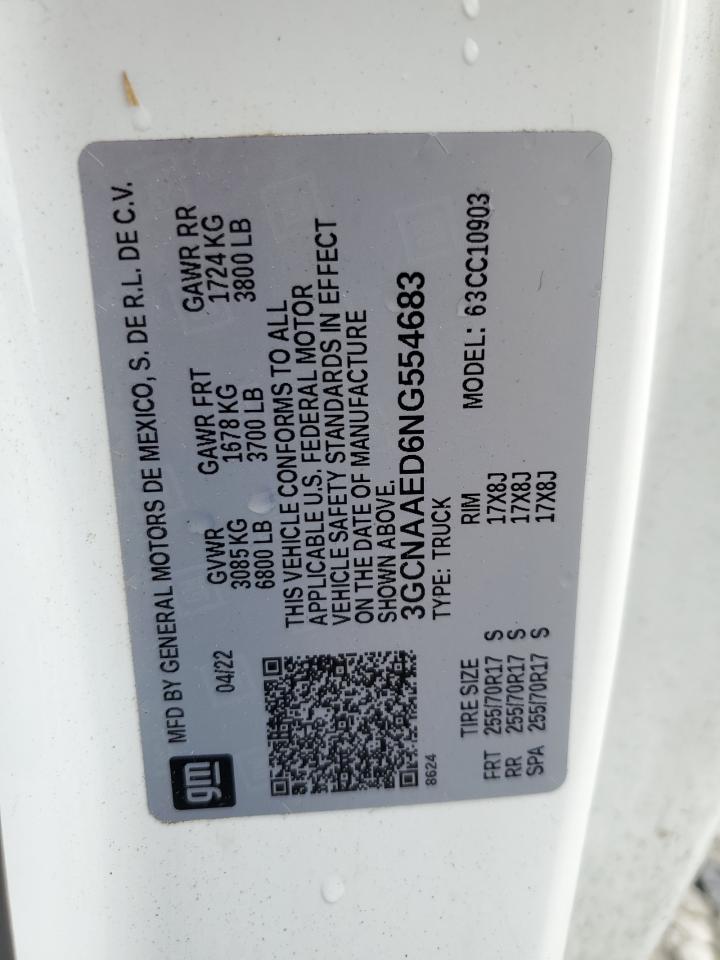 gm
MFD BY GENERAL MOTORS DE MEXICO, S. DE R.L. DE C.V.
04/22 GVWR GAWR FRT GAWR RR
3085 KG 1678 KG 1724 KG
6800 LB 3700 LB 3800 LB
THIS VEHICLE CONFORMS TO ALL
APPLICABLE U.S. FEDERAL MOTOR
VEHICLE SAFETY STANDARDS IN EFFECT
ON THE DATE OF MANUFACTURE
SHOWN ABOVE.
3GCNAAED6NG554683
8624 TYPE: TRUCK
MODEL: 63CC10903
TIRE SIZE RIM
FRT 255/70R17 S 17X8J
RR 255/70R17 S 17X8J
SPA 255/70R17 S 17X8J